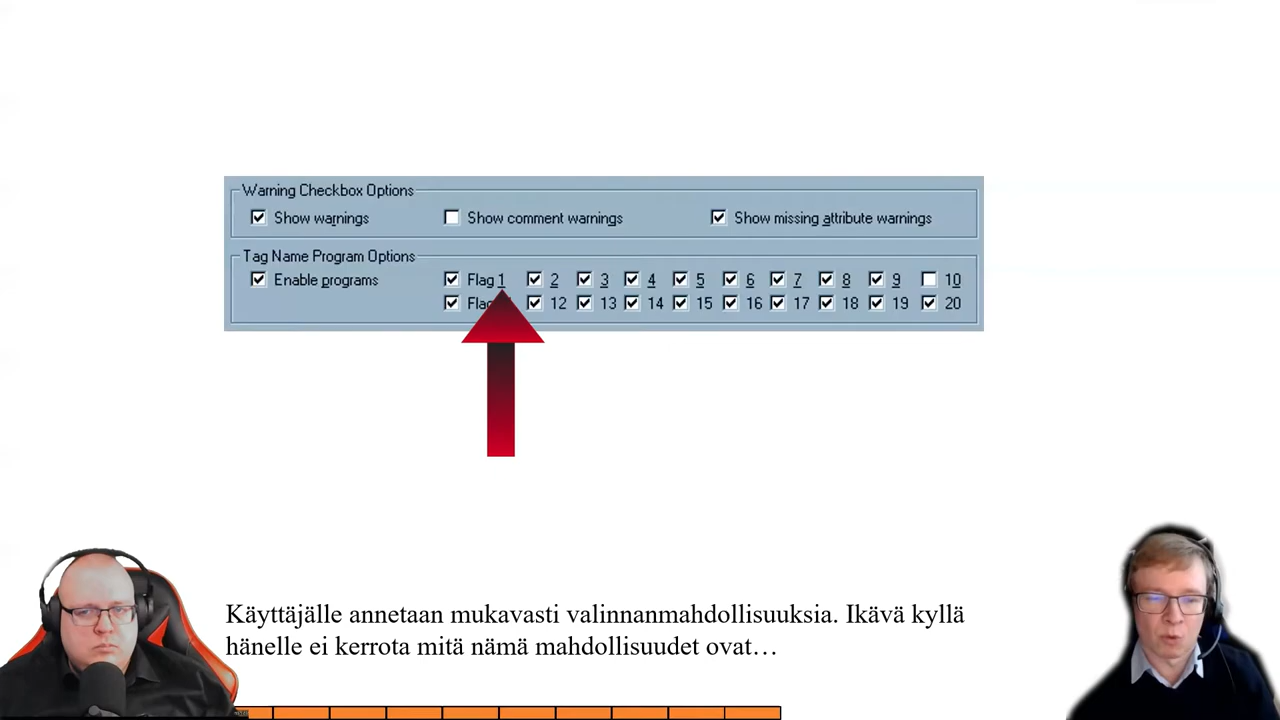 Warning Checkbox Options
Show warnings Show comment warnings Show missing attribute warnings
Tag Name Program Options
Enable programs Flag 1 2 3 4 5 6 7 8 9 10
12 13 14 15 16 17 18 19 20
Käyttäjälle annetaan mukavasti valinnanmahdollisuuksia. Ikävä kyllä
hänelle ei kerrota mitä nämä mahdollisuudet ovat…